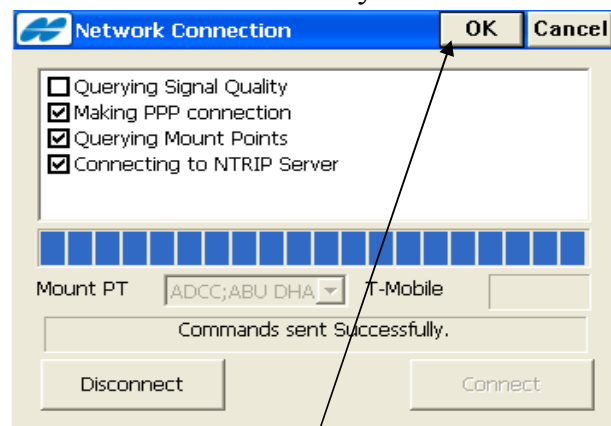 Network Connection OK Cancel
Querying Signal Quality
Making PPP connection
Querying Mount Points
Connecting to NTRIP Server
Mount PT ADCC;ABU DHA T-Mobile
Commands sent Successfully.
Disconnect Connect